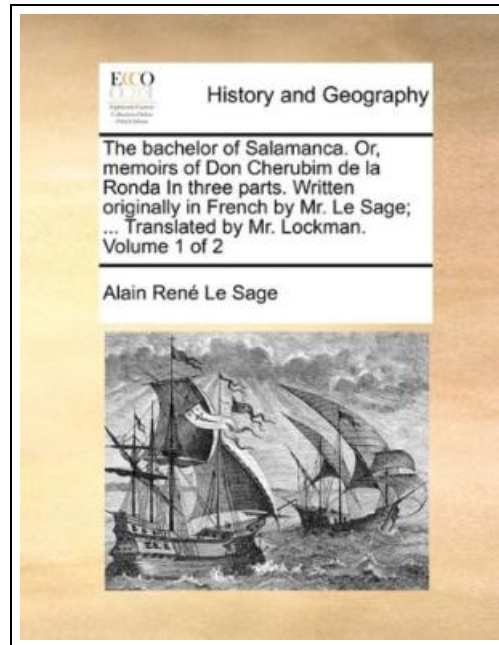 ECCO
History and Geography
The bachelor of Salamanca. Or,
memoirs of Don Cherubim de la
Ronda In three parts. Written
originally in French by Mr. Le Sage;
... Translated by Mr. Lockman.
Volume 1 of 2
Alain René Le Sage